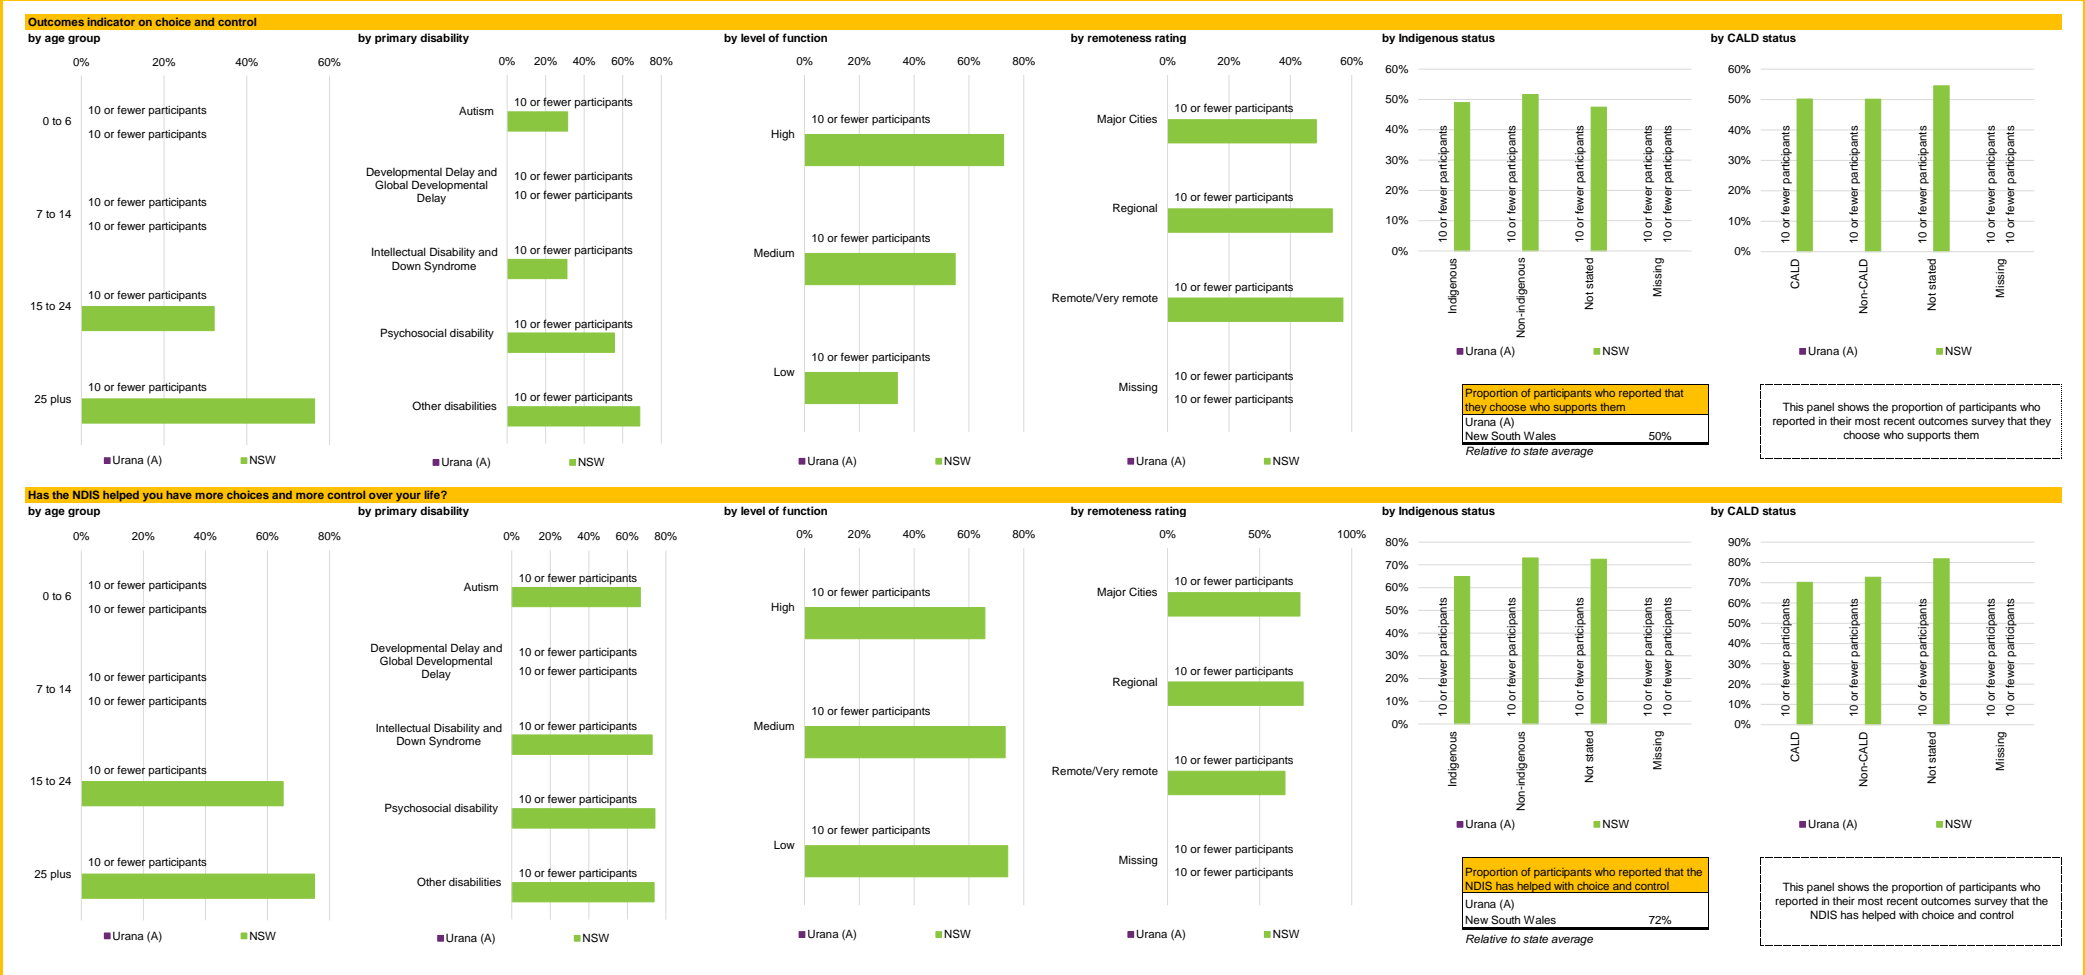 Outcomes indicator on choice and control
by age group
0% 20% 40% 60%
0 to 6
10 or fewer participants
10 or fewer participants
7 to 14
10 or fewer participants
10 or fewer participants
15 to 24
10 or fewer participants
25 plus
10 or fewer participants
Urana (A) NSW
by primary disability
0% 20% 40% 60% 80%
Autism
10 or fewer participants
Developmental Delay and
Global Developmental
Delay
10 or fewer participants
10 or fewer participants
Intellectual Disability and
Down Syndrome
10 or fewer participants
Psychosocial disability
10 or fewer participants
Other disabilities
10 or fewer participants
Urana (A) NSW
by level of function
0% 20% 40% 60% 80%
High
10 or fewer participants
Medium
10 or fewer participants
Low
10 or fewer participants
Urana (A) NSW
by remoteness rating
0% 20% 40% 60%
Major Cities
10 or fewer participants
Regional
10 or fewer participants
Remote/Very remote
10 or fewer participants
Missing
10 or fewer participants
10 or fewer participants
Urana (A) NSW
by Indigenous status
60%
50%
40%
30%
20%
10%
0%
10 or fewer participants
10 or fewer participants
10 or fewer participants
10 or fewer participants
10 or fewer participants
Indigenous
Non-indigenous
Not stated
Missing
Urana (A) NSW
by CALD status
60%
50%
40%
30%
20%
10%
0%
10 or fewer participants
10 or fewer participants
10 or fewer participants
10 or fewer participants
10 or fewer participants
CALD
Non-CALD
Not stated
Missing
Urana (A) NSW
Proportion of participants who reported that
they choose who supports them
Urana (A)
New South Wales 50%
Relative to state average
This panel shows the proportion of participants who
reported in their most recent outcomes survey that they
choose who supports them
Has the NDIS helped you have more choices and more control over your life?
by age group
0% 20% 40% 60% 80%
0 to 6
10 or fewer participants
10 or fewer participants
7 to 14
10 or fewer participants
10 or fewer participants
15 to 24
10 or fewer participants
25 plus
10 or fewer participants
Urana (A) NSW
by primary disability
0% 20% 40% 60% 80%
Autism
10 or fewer participants
Developmental Delay and
Global Developmental
Delay
10 or fewer participants
10 or fewer participants
Intellectual Disability and
Down Syndrome
10 or fewer participants
Psychosocial disability
10 or fewer participants
Other disabilities
10 or fewer participants
Urana (A) NSW
by level of function
0% 20% 40% 60% 80%
High
10 or fewer participants
Medium
10 or fewer participants
Low
10 or fewer participants
Urana (A) NSW
by remoteness rating
0% 50% 100%
Major Cities
10 or fewer participants
Regional
10 or fewer participants
Remote/Very remote
10 or fewer participants
Missing
10 or fewer participants
10 or fewer participants
Urana (A) NSW
by Indigenous status
80%
70%
60%
50%
40%
30%
20%
10%
0%
10 or fewer participants
10 or fewer participants
10 or fewer participants
10 or fewer participants
10 or fewer participants
Indigenous
Non-indigenous
Not stated
Missing
Urana (A) NSW
by CALD status
90%
80%
70%
60%
50%
40%
30%
20%
10%
0%
10 or fewer participants
10 or fewer participants
10 or fewer participants
10 or fewer participants
10 or fewer participants
CALD
Non-CALD
Not stated
Missing
Urana (A) NSW
Proportion of participants who reported that the
NDIS has helped with choice and control
Urana (A)
New South Wales 72%
Relative to state average
This panel shows the proportion of participants who
reported in their most recent outcomes survey that the
NDIS has helped with choice and control